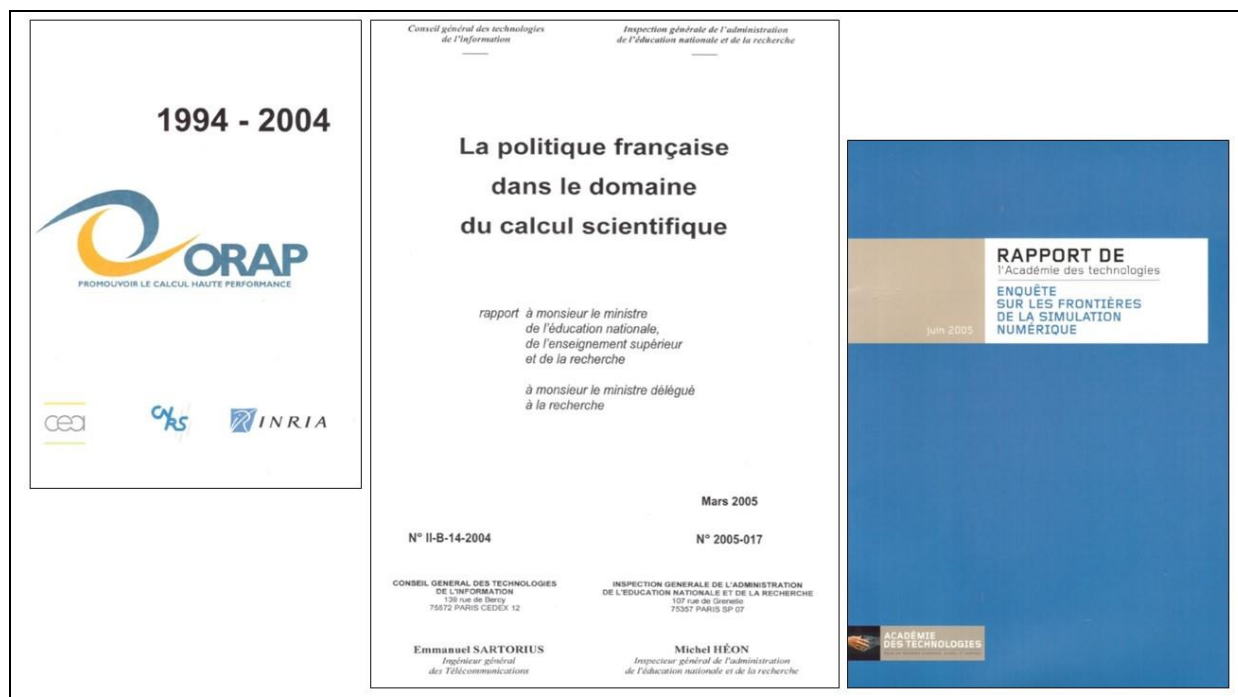 1994 - 2004
ORAP
PROMOUVOIR LE CALCUL HAUTE PERFORMANCE
cea
CNRS
INRIA
Conseil général des technologies
de l'information
Inspection générale de l'administration
de l'éducation nationale et de la recherche
La politique française
dans le domaine
du calcul scientifique
rapport à monsieur le ministre
de l'éducation nationale,
de l'enseignement supérieur
et de la recherche
à monsieur le ministre délégué
à la recherche
Mars 2005
N° II-B-14-2004
N° 2005-017
CONSEIL GENERAL DES TECHNOLOGIES
DE L'INFORMATION
139 rue de Bercy
75572 PARIS CEDEX 12
INSPECTION GENERALE DE L'ADMINISTRATION
DE L'EDUCATION NATIONALE ET DE LA RECHERCHE
107 rue de Grenelle
75357 PARIS SP 07
Emmanuel SARTORIUS
Ingénieur général
des Télécommunications
Michel HÉON
Inspecteur général de l'administration
de l'éducation nationale et de la recherche
RAPPORT DE
l'Académie des technologies
ENQUÊTE
SUR LES FRONTIÈRES
DE LA SIMULATION
NUMÉRIQUE
juin 2005
ACADÉMIE
DES TECHNOLOGIES